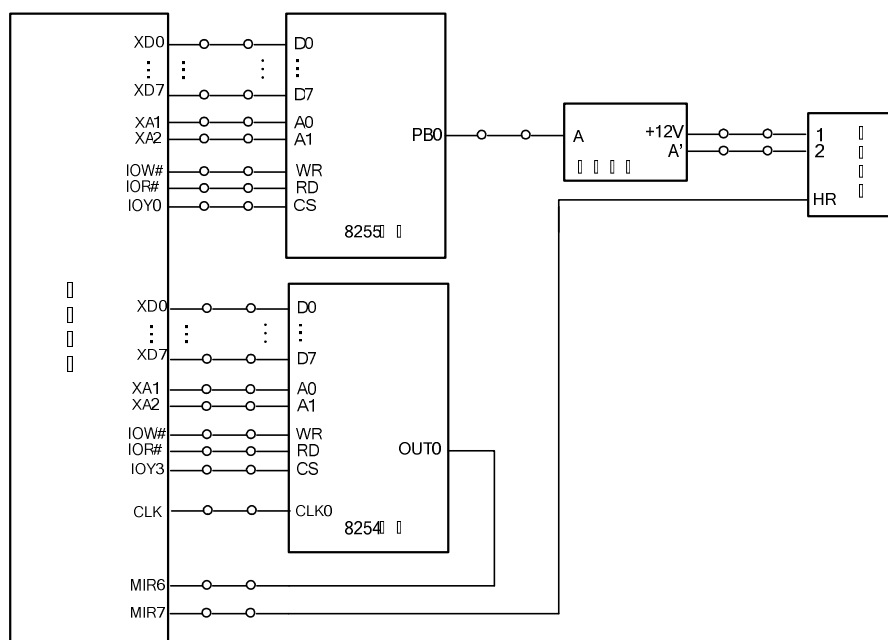 XD0
XD7
XA1
XA2
IOW#
IOR#
IOY0
D0
D7
A0
A1
WR
RD
CS
PB0
8255
A
+12V
A'
1
2
HR
XD0
XD7
XA1
XA2
IOW#
IOR#
IOY3
CLK
MIR6
MIR7
D0
D7
A0
A1
WR
RD
CS
CLK0
OUT0
8254